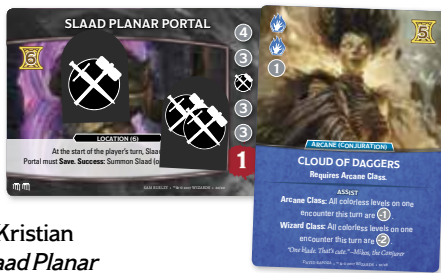 SLAAD PLANAR PORTAL
6
4
3
3
3
LOCATION (6)
At the start of the player's turn, Slaad
Portal must Save. Success: Summon Slaad (o
1
5
1
ARCANE (CONJURATION)
CLOUD OF DAGGERS
Requires Arcane Class.
ASSIST
Arcane Class: All colorless levels on one
encounter this turn are -1.
Wizard Class: All colorless levels on one
encounter this turn are -2.
"One blade. That's cute." –Mikos, the Conjurer
Kristian
aad Planar